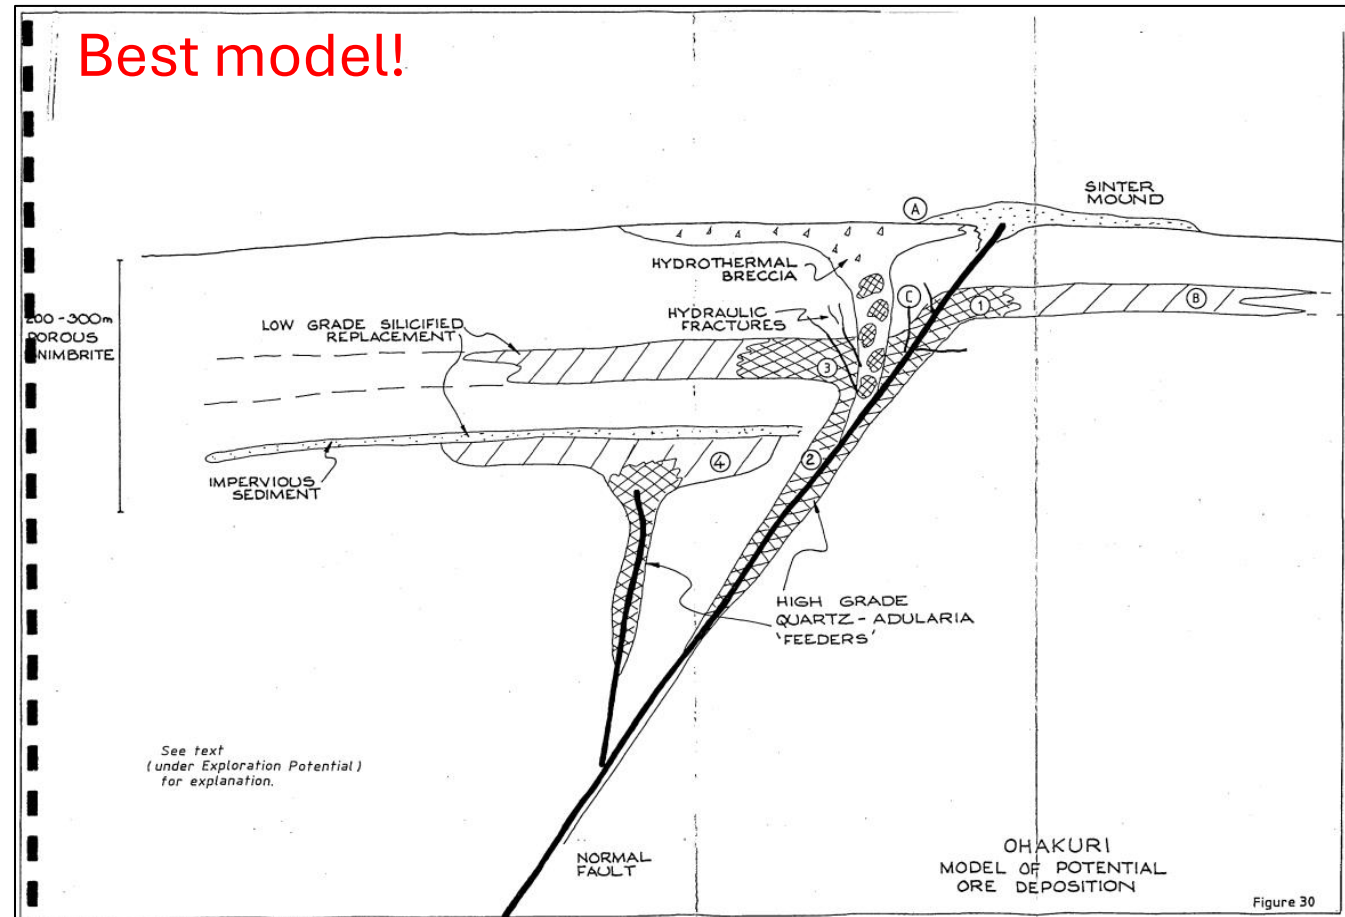 Best model!
SINTER
MOUND
A
HYDROTHERMAL
BRECCIA
C
1
B
HYDRAULIC
FRACTURES
200-300m
POROUS
IGNIMBRITE
LOW GRADE SILICIFIED
REPLACEMENT
3
4
2
IMPERVIOUS
SEDIMENT
HIGH GRADE
QUARTZ - ADULARIA
'FEEDERS'
See text
(under Exploration Potential)
for explanation.
NORMAL
FAULT
OHAKURI
MODEL OF POTENTIAL
ORE DEPOSITION
Figure 30